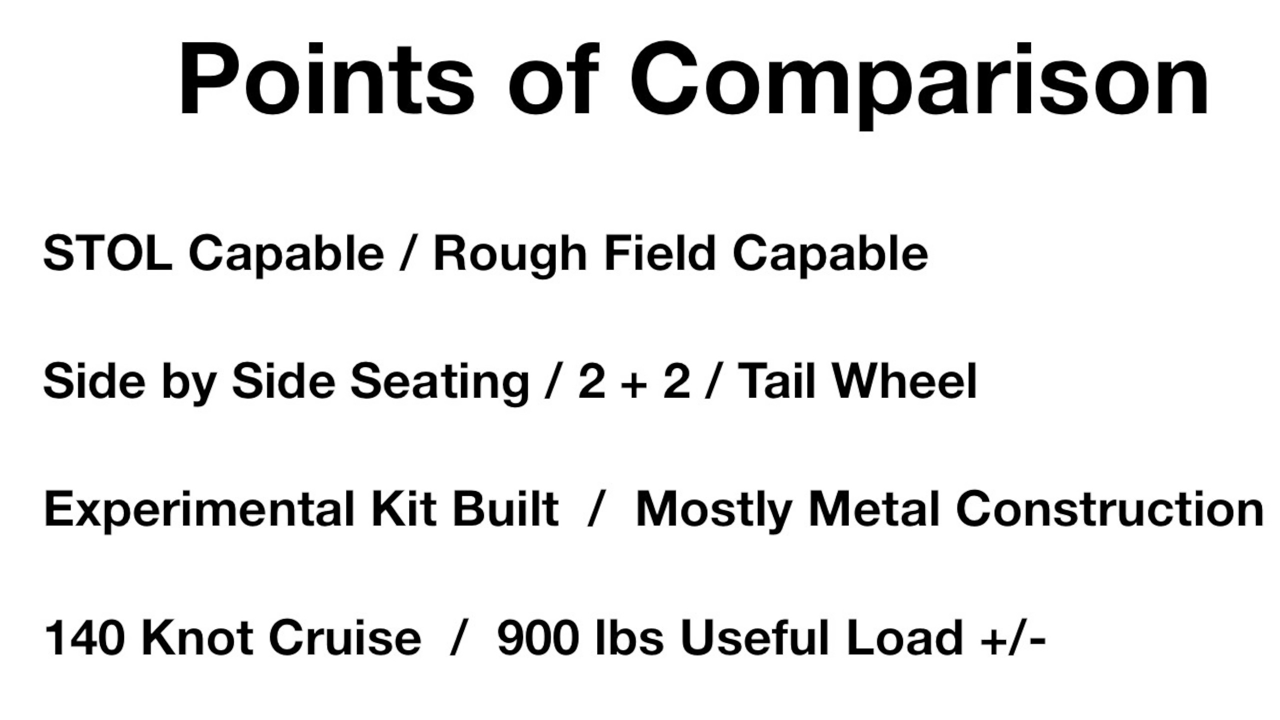 Points of Comparison
STOL Capable / Rough Field Capable
Side by Side Seating / 2 + 2 / Tail Wheel
Experimental Kit Built / Mostly Metal Construction
140 Knot Cruise / 900 lbs Useful Load +/-